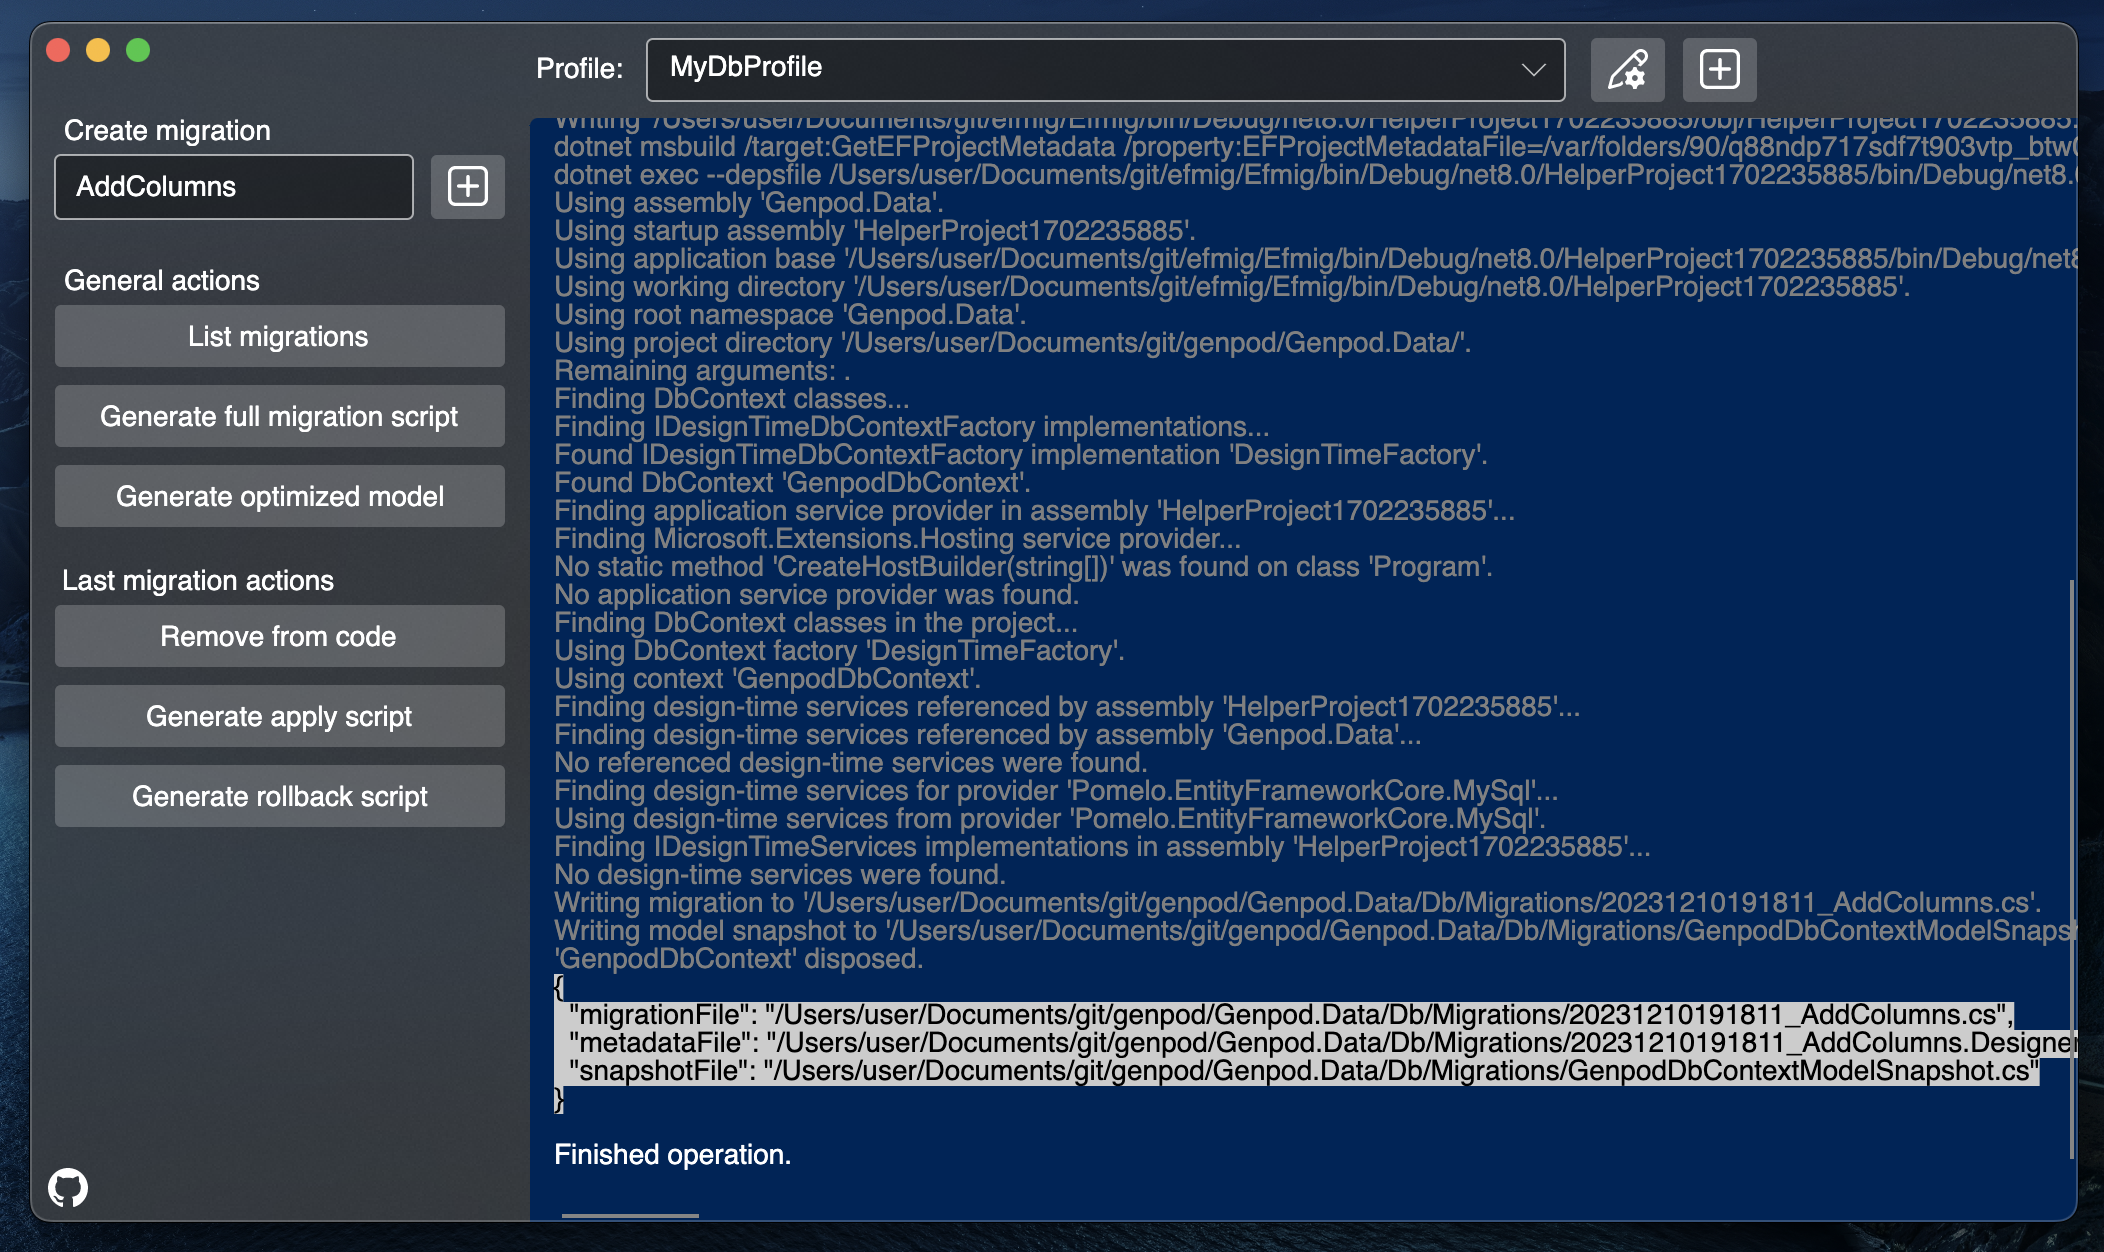 Profile:
MyDbProfile
Create migration
AddColumns
General actions
List migrations
Generate full migration script
Generate optimized model
Last migration actions
Remove from code
Generate apply script
Generate rollback script
Writing '/Users/user/Documents/git/efmig/Efmig/bin/Debug/net8.0/HelperProject1702235885/obj/HelperProject1702235885.
dotnet msbuild /target:GetEFProjectMetadata /property:EFProjectMetadataFile=/var/folders/90/q88ndp717sdf7t903vtp_btw
dotnet exec --depsfile /Users/user/Documents/git/efmig/Efmig/bin/Debug/net8.0/HelperProject1702235885/bin/Debug/net8.
Using assembly 'Genpod.Data'.
Using startup assembly 'HelperProject1702235885'.
Using application base '/Users/user/Documents/git/efmig/Efmig/bin/Debug/net8.0/HelperProject1702235885/bin/Debug/net8
Using working directory '/Users/user/Documents/git/efmig/Efmig/bin/Debug/net8.0/HelperProject1702235885'.
Using root namespace 'Genpod.Data'.
Using project directory '/Users/user/Documents/git/genpod/Genpod.Data/'.
Remaining arguments: .
Finding DbContext classes...
Finding IDesignTimeDbContextFactory implementations...
Found IDesignTimeDbContextFactory implementation 'DesignTimeFactory'.
Found DbContext 'GenpodDbContext'.
Finding application service provider in assembly 'HelperProject1702235885'...
Finding Microsoft.Extensions.Hosting service provider...
No static method 'CreateHostBuilder(string[])' was found on class 'Program'.
No application service provider was found.
Finding DbContext classes in the project...
Using DbContext factory 'DesignTimeFactory'.
Using context 'GenpodDbContext'.
Finding design-time services referenced by assembly 'HelperProject1702235885'...
Finding design-time services referenced by assembly 'Genpod.Data'...
No referenced design-time services were found.
Finding design-time services for provider 'Pomelo.EntityFrameworkCore.MySql'...
Using design-time services from provider 'Pomelo.EntityFrameworkCore.MySql'.
Finding IDesignTimeServices implementations in assembly 'HelperProject1702235885'...
No design-time services were found.
Writing migration to '/Users/user/Documents/git/genpod/Genpod.Data/Db/Migrations/20231210191811_AddColumns.cs'.
Writing model snapshot to '/Users/user/Documents/git/genpod/Genpod.Data/Db/Migrations/GenpodDbContextModelSnapsh
'GenpodDbContext' disposed.
{
"migrationFile": "/Users/user/Documents/git/genpod/Genpod.Data/Db/Migrations/20231210191811_AddColumns.cs",
"metadataFile": "/Users/user/Documents/git/genpod/Genpod.Data/Db/Migrations/20231210191811_AddColumns.Designer
"snapshotFile": "/Users/user/Documents/git/genpod/Genpod.Data/Db/Migrations/GenpodDbContextModelSnapshot.cs"
}
Finished operation.